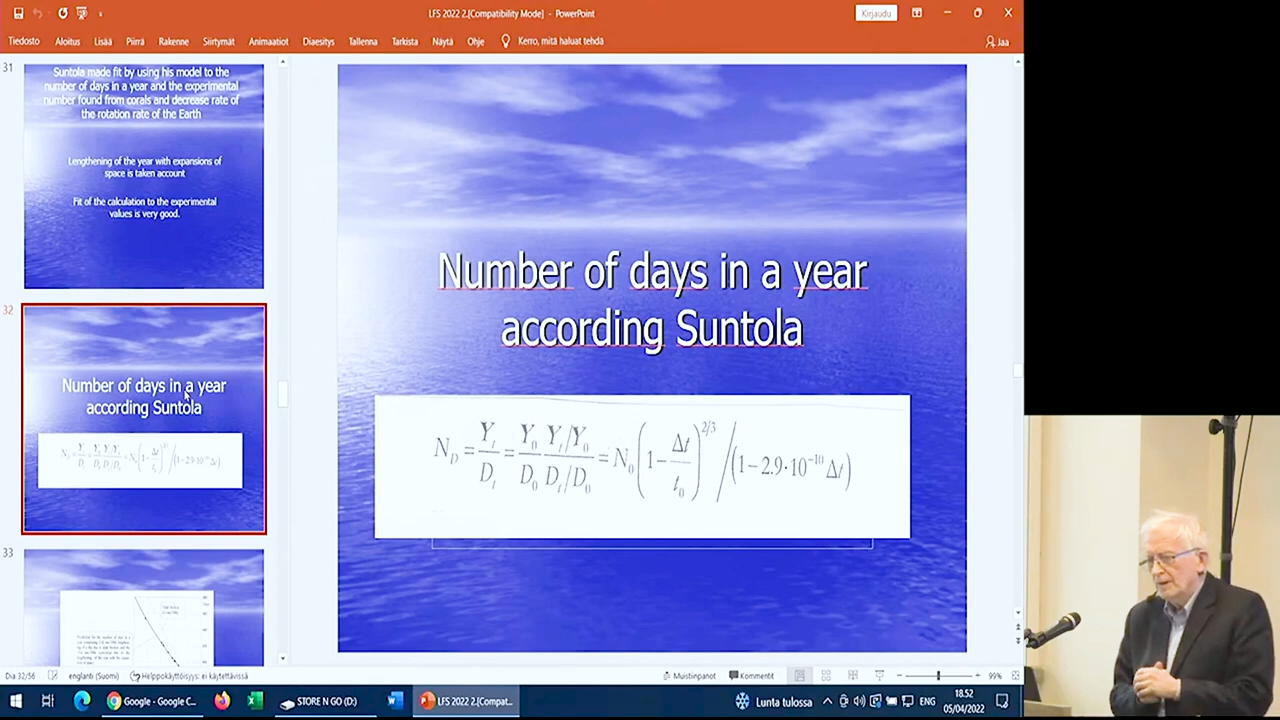 LFS 2022 2.[Compatibility Mode] - PowerPoint
Kirjaudu
Tiedosto Aloitus Lisää Piirrä Rakenne Siirtymät Animaatiot Diaesitys Tallenna Tarkista Näytä Ohje Kerro, mitä haluat tehdä Jaa
31
Suntola made fit by using his model to the
number of days in a year and the experimental
number found from corals and decrease rate of
the rotation rate of the Earth
Lengthening of the year with expansions of
space is taken account
Fit of the calculation to the experimental
values is very good.
32
Number of days in a year
according Suntola
33
Number of days in a year
according Suntola
N_D = Y_t/D_t = Y_0/D_0 (Y_t/Y_0)/(D_t/D_0) = N_0 (1 − Δt/t_0)^2/3 / (1 − 2.9·10^−10 Δt)
Dia 32/56 englanti (Suomi) Helppokäyttöisyys: ei käytettävissä Muistiinpanot Kommentit 99%
Google - Google C... STORE N GO (D:) LFS 2022 2.[Compat... Lunta tulossa ENG 18.52
05/04/2022